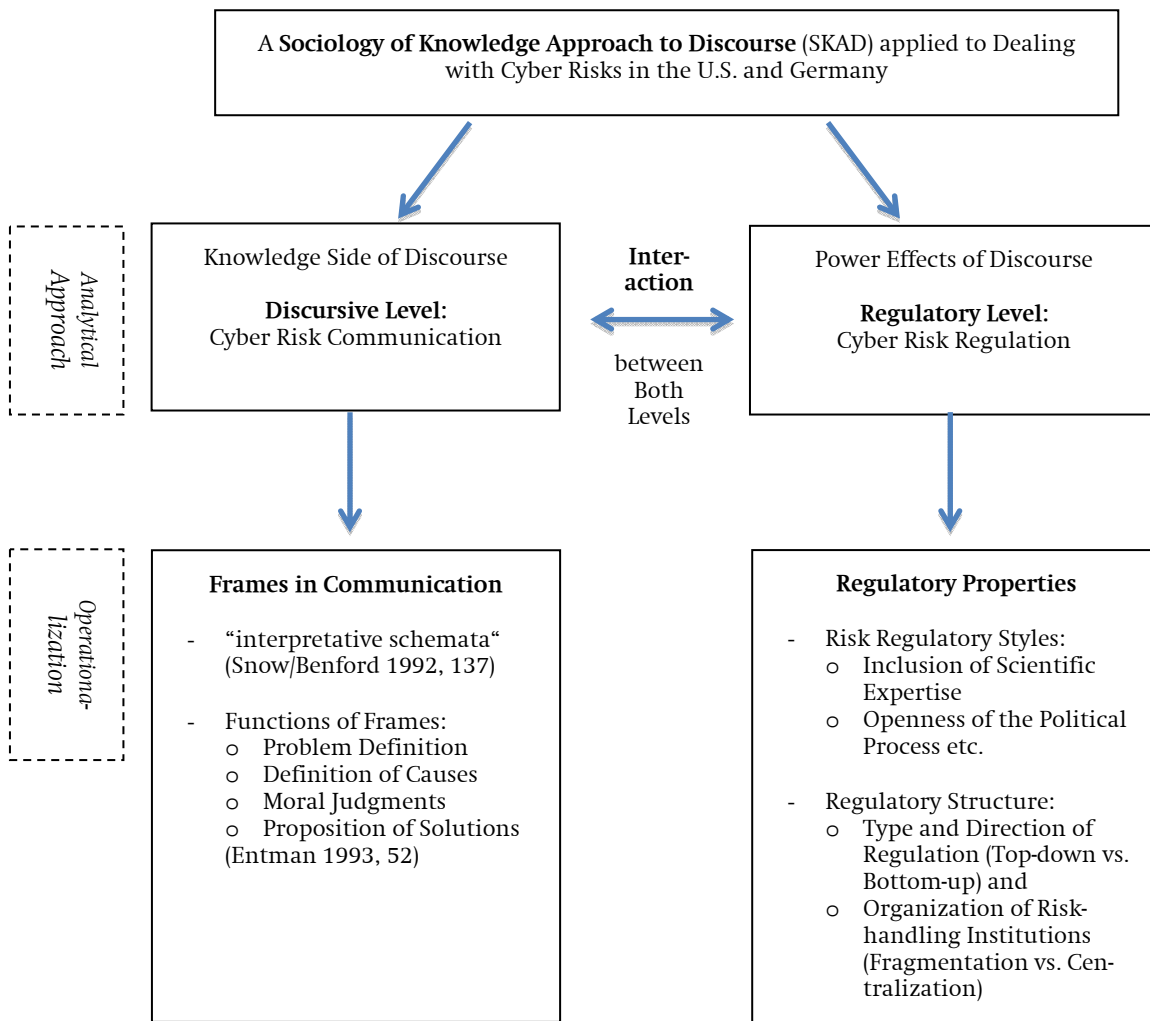 A Sociology of Knowledge Approach to Discourse (SKAD) applied to Dealing
with Cyber Risks in the U.S. and Germany
Analytical
Approach
Knowledge Side of Discourse
Discursive Level:
Cyber Risk Communication
Inter-
action
between
Both
Levels
Power Effects of Discourse
Regulatory Level:
Cyber Risk Regulation
Operationa-
lization
Frames in Communication
- “interpretative schemata“
(Snow/Benford 1992, 137)
- Functions of Frames:
o Problem Definition
o Definition of Causes
o Moral Judgments
o Proposition of Solutions
(Entman 1993, 52)
Regulatory Properties
- Risk Regulatory Styles:
o Inclusion of Scientific
Expertise
o Openness of the Political
Process etc.
- Regulatory Structure:
o Type and Direction of
Regulation (Top-down vs.
Bottom-up) and
o Organization of Risk-
handling Institutions
(Fragmentation vs. Cen-
tralization)